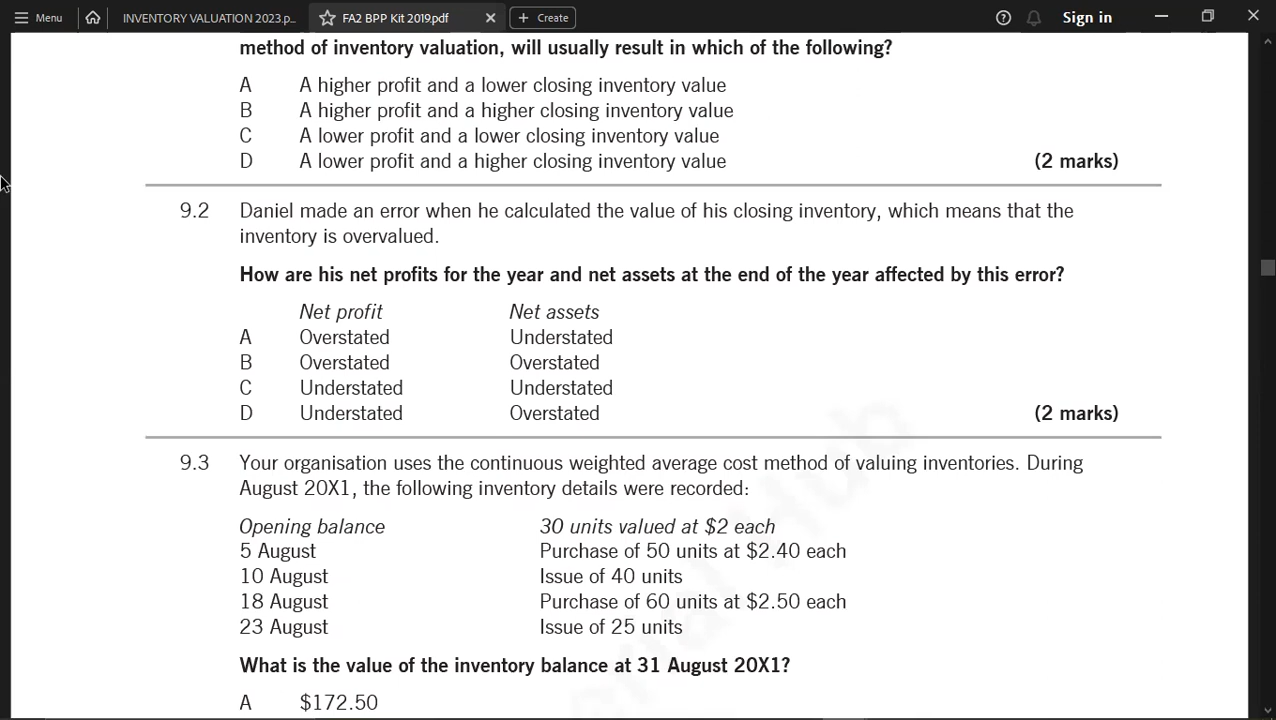 Menu
INVENTORY VALUATION 2023.p...
FA2 BPP Kit 2019.pdf
Create
Sign in
method of inventory valuation, will usually result in which of the following?
A A higher profit and a lower closing inventory value
B A higher profit and a higher closing inventory value
C A lower profit and a lower closing inventory value
D A lower profit and a higher closing inventory value (2 marks)
9.2 Daniel made an error when he calculated the value of his closing inventory, which means that the
inventory is overvalued.
How are his net profits for the year and net assets at the end of the year affected by this error?
Net profit Net assets
A Overstated Understated
B Overstated Overstated
C Understated Understated
D Understated Overstated (2 marks)
9.3 Your organisation uses the continuous weighted average cost method of valuing inventories. During
August 20X1, the following inventory details were recorded:
Opening balance 30 units valued at $2 each
5 August Purchase of 50 units at $2.40 each
10 August Issue of 40 units
18 August Purchase of 60 units at $2.50 each
23 August Issue of 25 units
What is the value of the inventory balance at 31 August 20X1?
A $172.50